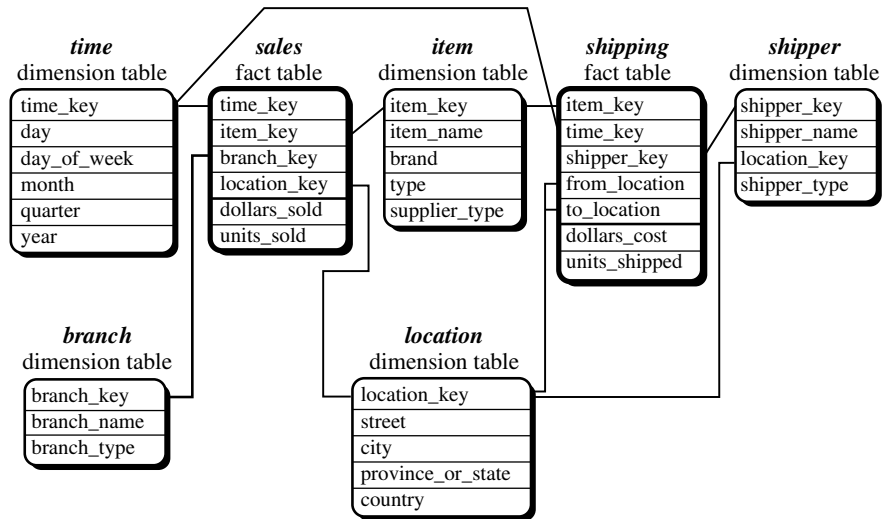 time
dimension table
time_key
day
day_of_week
month
quarter
year
sales
fact table
time_key
item_key
branch_key
location_key
dollars_sold
units_sold
item
dimension table
item_key
item_name
brand
type
supplier_type
shipping
fact table
item_key
time_key
shipper_key
from_location
to_location
dollars_cost
units_shipped
shipper
dimension table
shipper_key
shipper_name
location_key
shipper_type
branch
dimension table
branch_key
branch_name
branch_type
location
dimension table
location_key
street
city
province_or_state
country